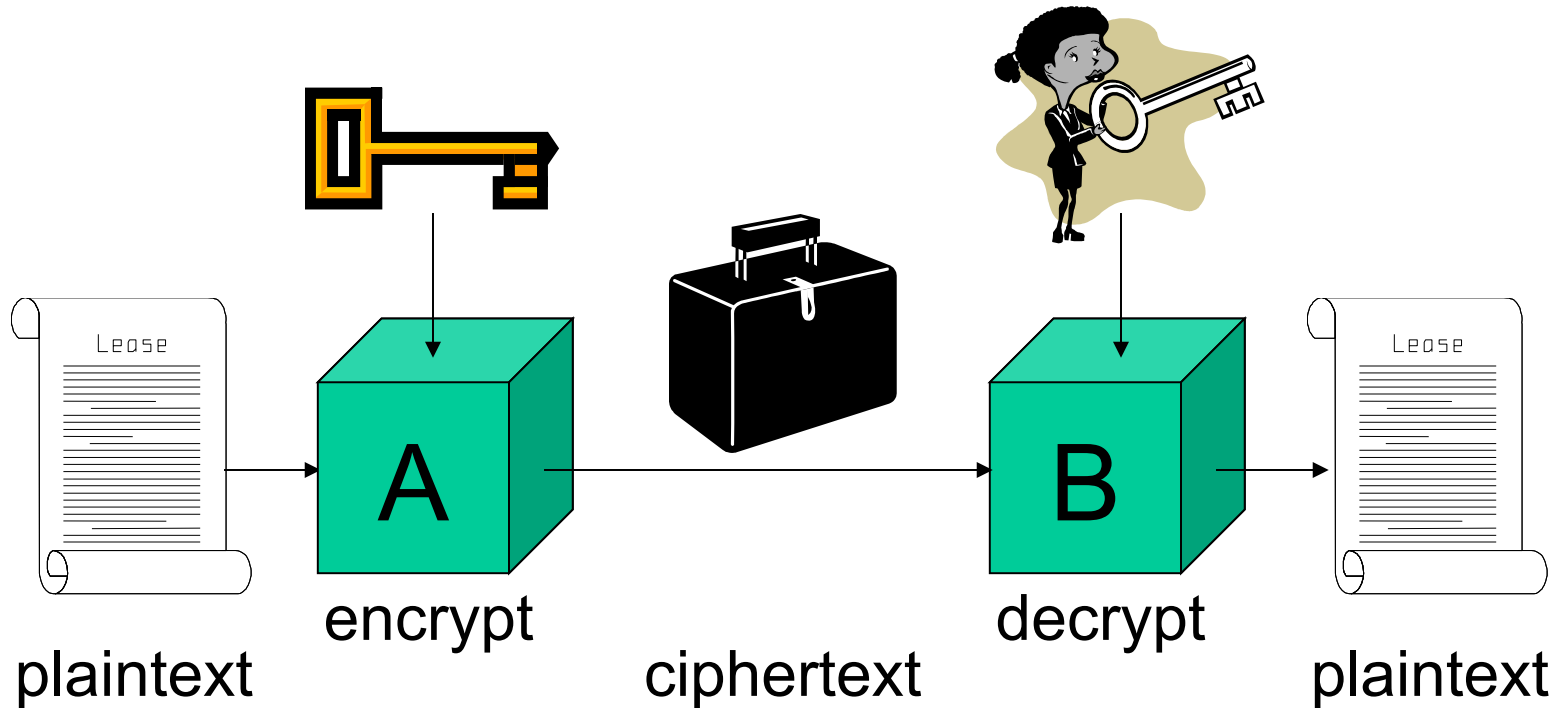 Lease
Lease
A
B
encrypt
decrypt
plaintext
ciphertext
plaintext